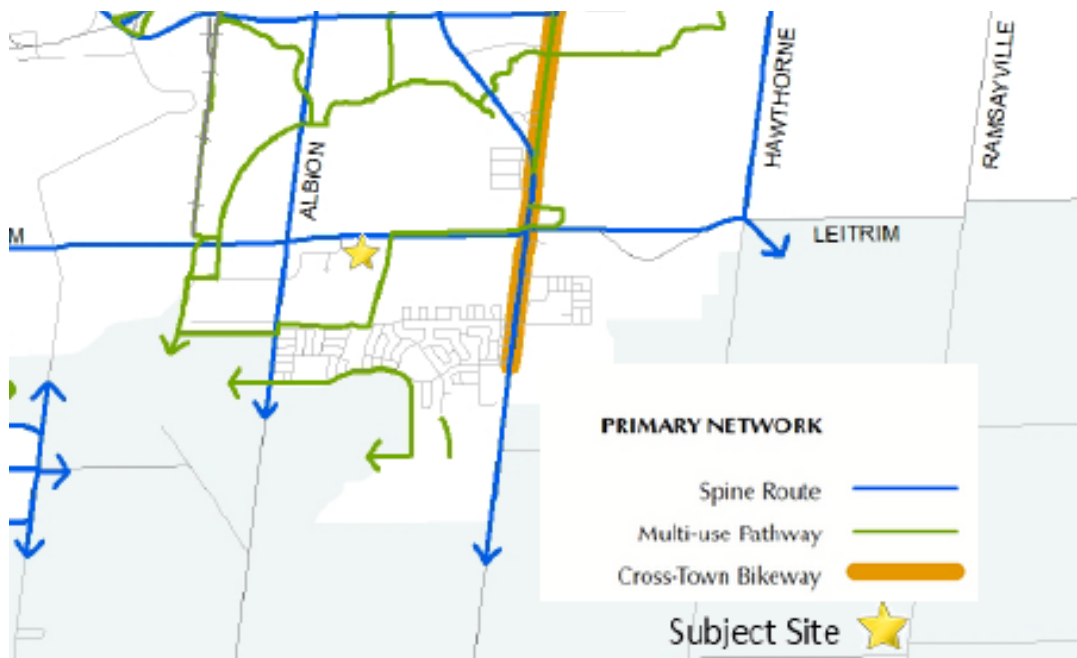 HAWTHORNE
RAMSAYVILLE
ALBION
M
LEITRIM
PRIMARY NETWORK
Spine Route
Multi-use Pathway
Cross-Town Bikeway
Subject Site